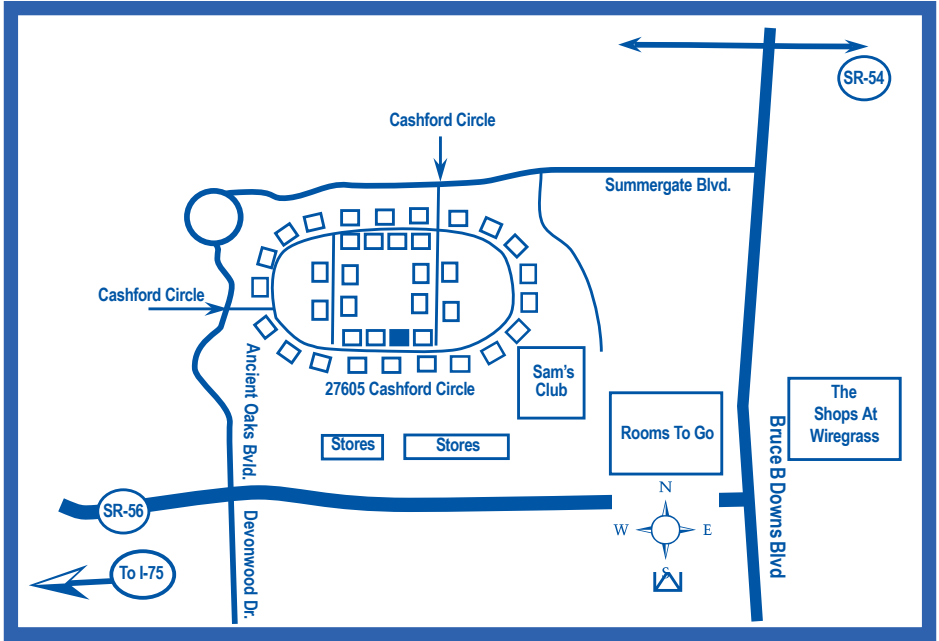 SR-54
Cashford Circle
Summergate Blvd.
Cashford Circle
27605 Cashford Circle
Ancient Oaks Bvld.
Sam's
Club
The
Shops At
Wiregrass
Rooms To Go
Stores
Stores
Bruce B Downs Blvd
N
W
E
S
SR-56
Devonwood Dr.
To I-75